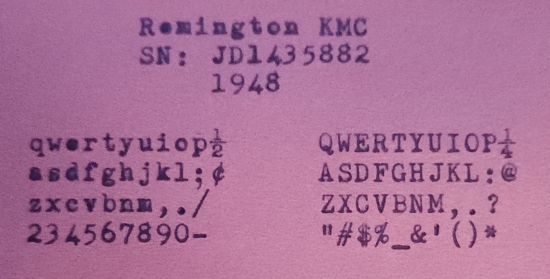 Remington KMC
SN: JD1435882
1948
qwertyuiop½ QWERTYUIOP¼
asdfghjkl;¢ ASDFGHJKL:@
zxcvbnm,./ ZXCVBNM,.?
234567890- "#$%_&'()*